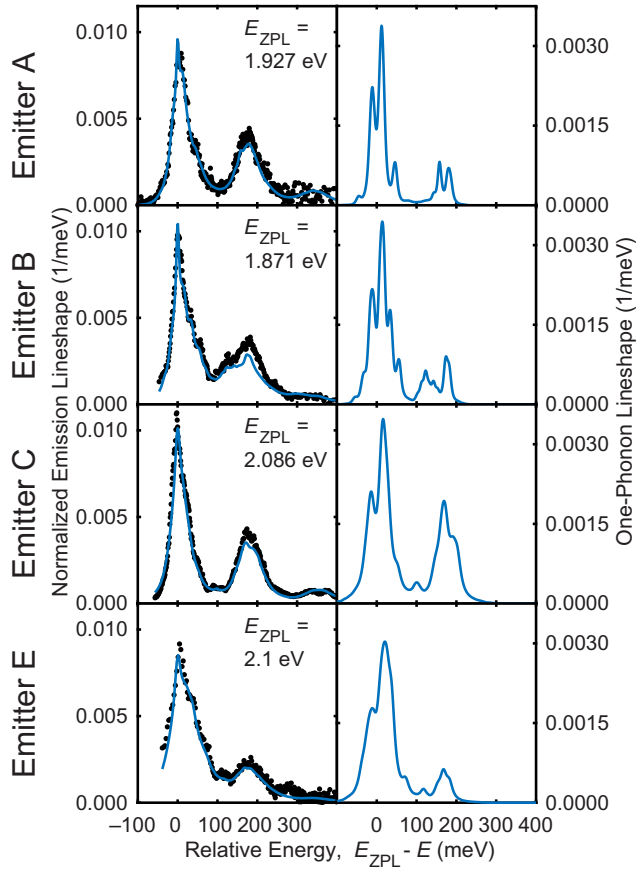 Emitter A
Emitter B
Emitter C
Emitter E
Normalized Emission Lineshape (1/meV)
One-Phonon Lineshape (1/meV)
0.010
0.005
0.000
E_ZPL =
1.927 eV
0.0030
0.0015
0.0000
0.010
0.005
0.000
E_ZPL =
1.871 eV
0.0030
0.0015
0.0000
0.010
0.005
0.000
E_ZPL =
2.086 eV
0.0030
0.0015
0.0000
0.010
0.005
0.000
E_ZPL =
2.1 eV
0.0030
0.0015
0.0000
−100 0 100 200 300
0 100 200 300 400
Relative Energy, E_ZPL - E (meV)